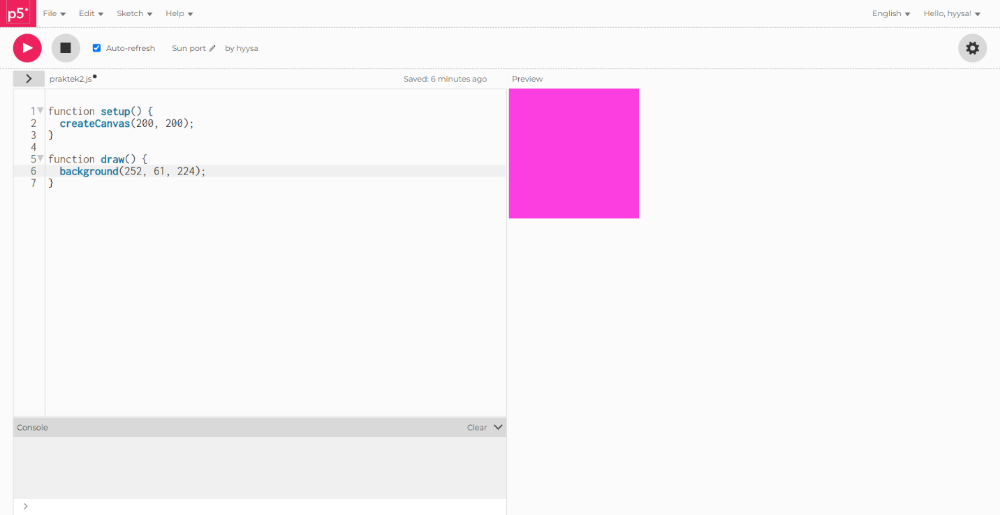 p5* File Edit Sketch Help English Hello, hyysa!
Auto-refresh Sun port by hyysa
praktek2.js Saved: 6 minutes ago Preview
1 function setup() {
2 createCanvas(200, 200);
3 }
4
5 function draw() {
6 background(252, 61, 224);
7 }
Console Clear
>